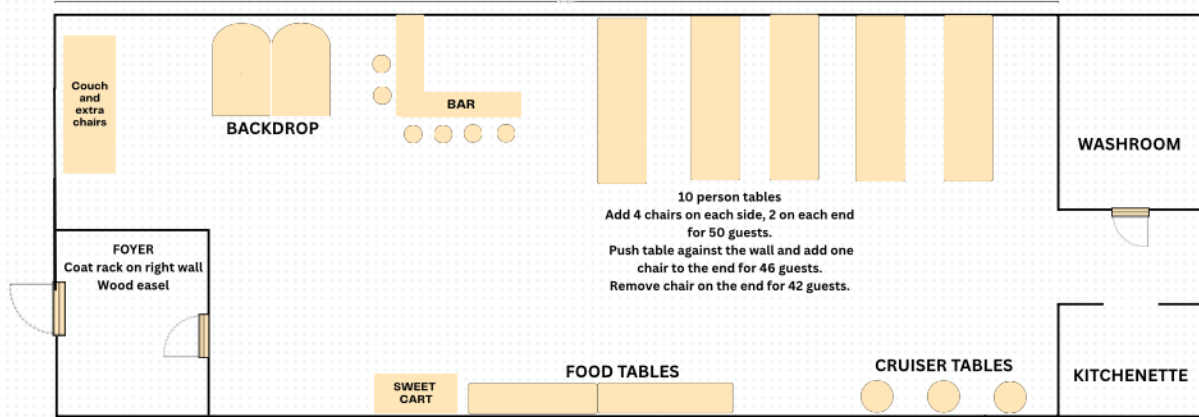 Couch
and
extra
chairs
BACKDROP
BAR
WASHROOM
10 person tables
Add 4 chairs on each side, 2 on each end
for 50 guests.
Push table against the wall and add one
chair to the end for 46 guests.
Remove chair on the end for 42 guests.
FOYER
Coat rack on right wall
Wood easel
SWEET
CART
FOOD TABLES
CRUISER TABLES
KITCHENETTE